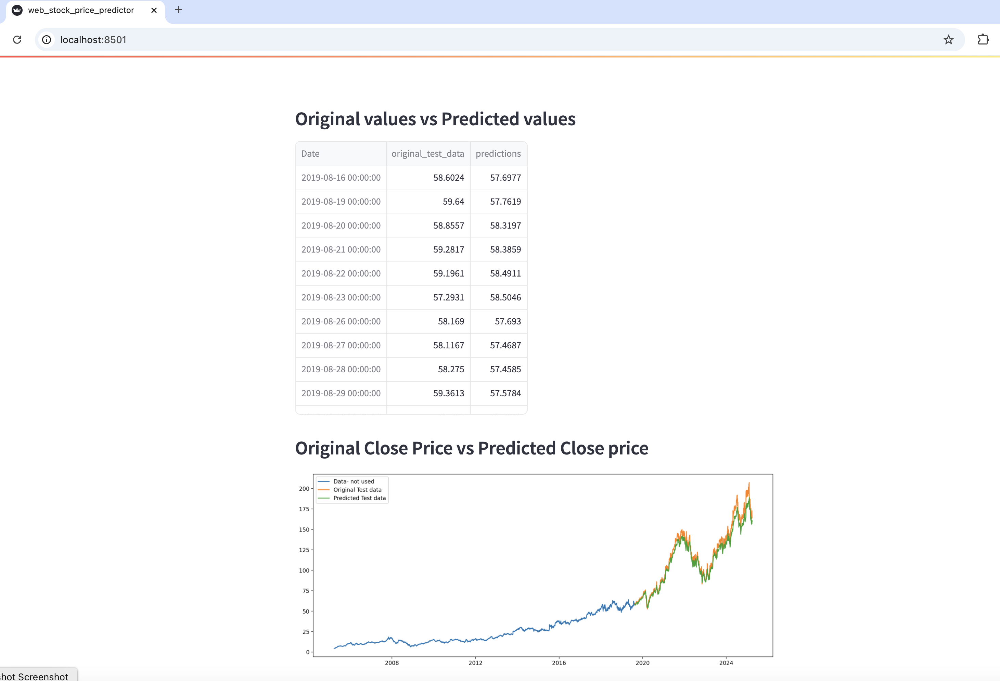 web_stock_price_predictor
localhost:8501
Original values vs Predicted values
Date original_test_data predictions
2019-08-16 00:00:00 58.6024 57.6977
2019-08-19 00:00:00 59.64 57.7619
2019-08-20 00:00:00 58.8557 58.3197
2019-08-21 00:00:00 59.2817 58.3859
2019-08-22 00:00:00 59.1961 58.4911
2019-08-23 00:00:00 57.2931 58.5046
2019-08-26 00:00:00 58.169 57.693
2019-08-27 00:00:00 58.1167 57.4687
2019-08-28 00:00:00 58.275 57.4585
2019-08-29 00:00:00 59.3613 57.5784
Original Close Price vs Predicted Close price
Data- not used
Original Test data
Predicted Test data
200
175
150
125
100
75
50
25
0
2008 2012 2016 2020 2024
hot Screenshot